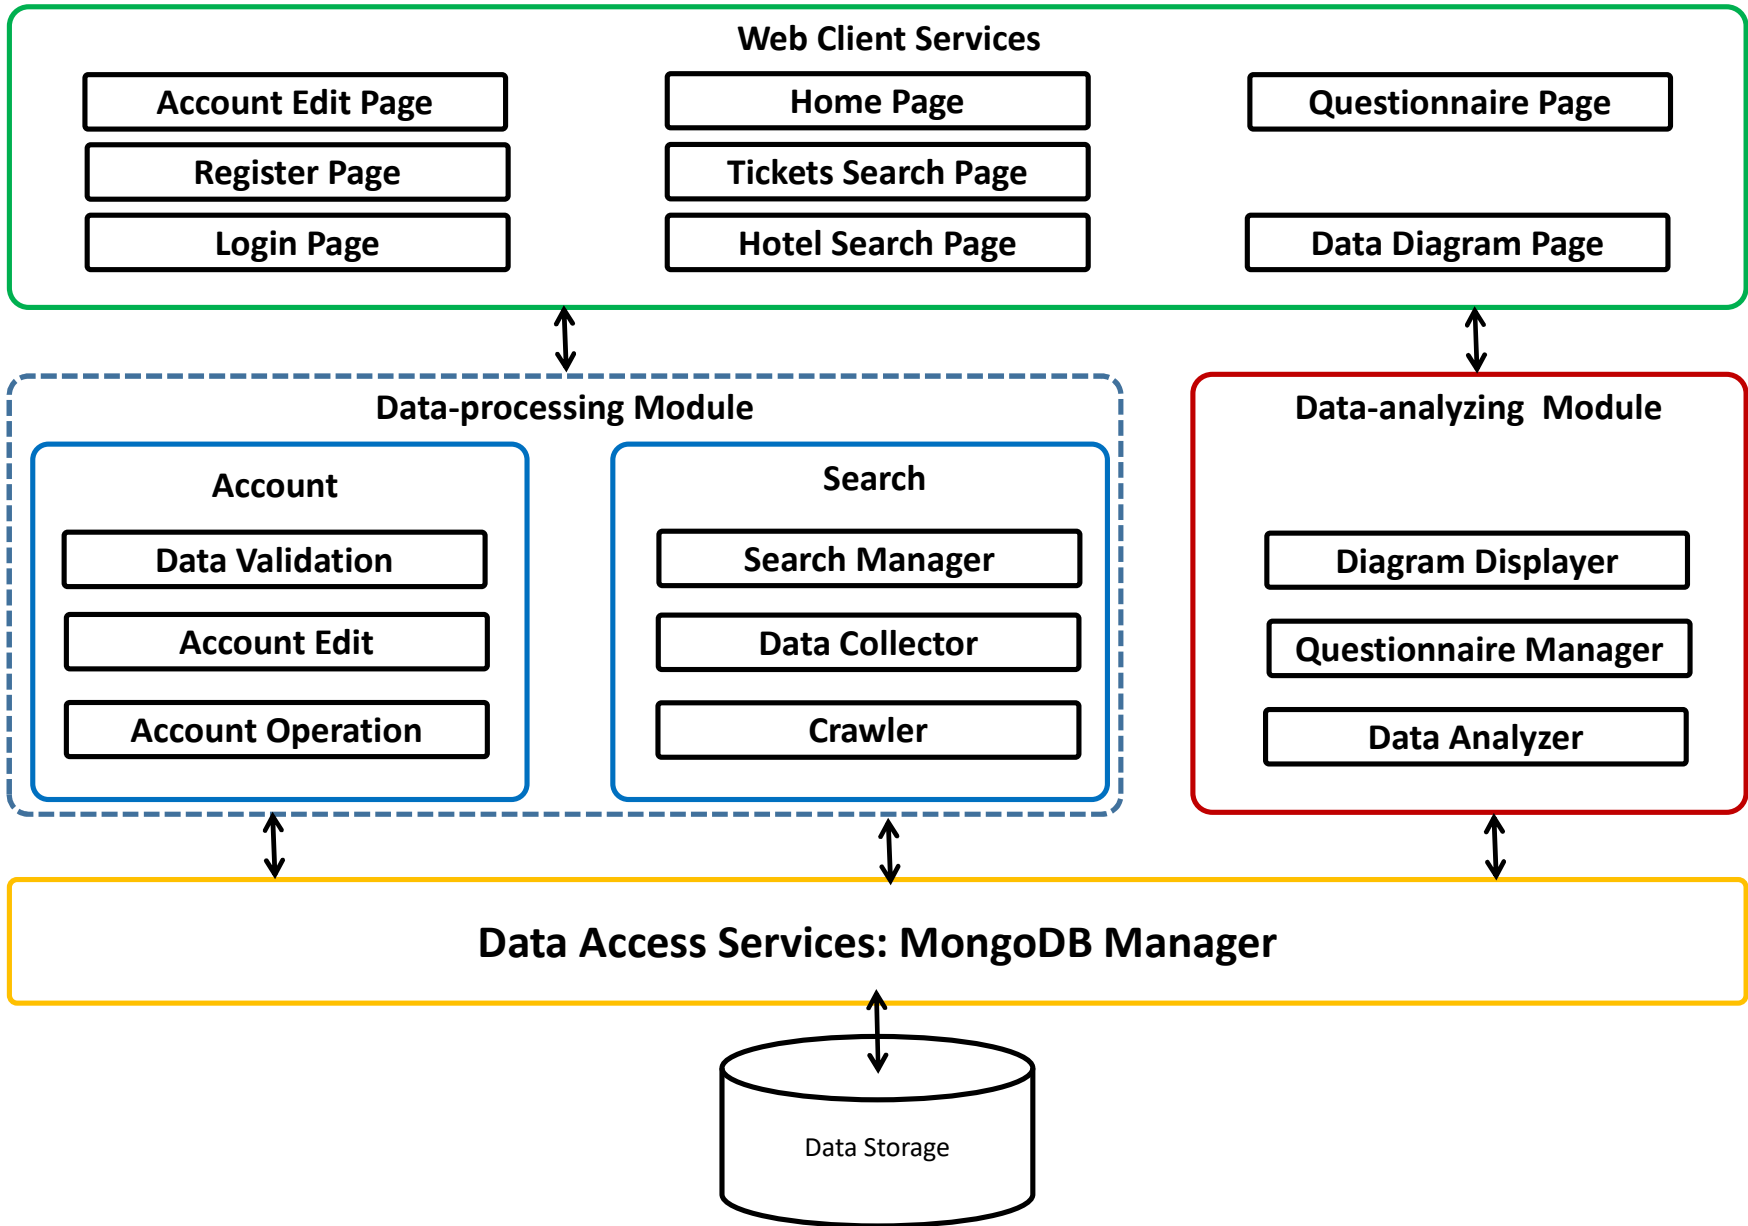 Web Client Services
Account Edit Page
Home Page
Questionnaire Page
Register Page
Tickets Search Page
Login Page
Hotel Search Page
Data Diagram Page
Data-processing Module
Data-analyzing  Module
Account
Search
Data Validation
Search Manager
Diagram Displayer
Account Edit
Data Collector
Questionnaire Manager
Account Operation
Crawler
Data Analyzer
Data Access Services: MongoDB Manager
Data Storage